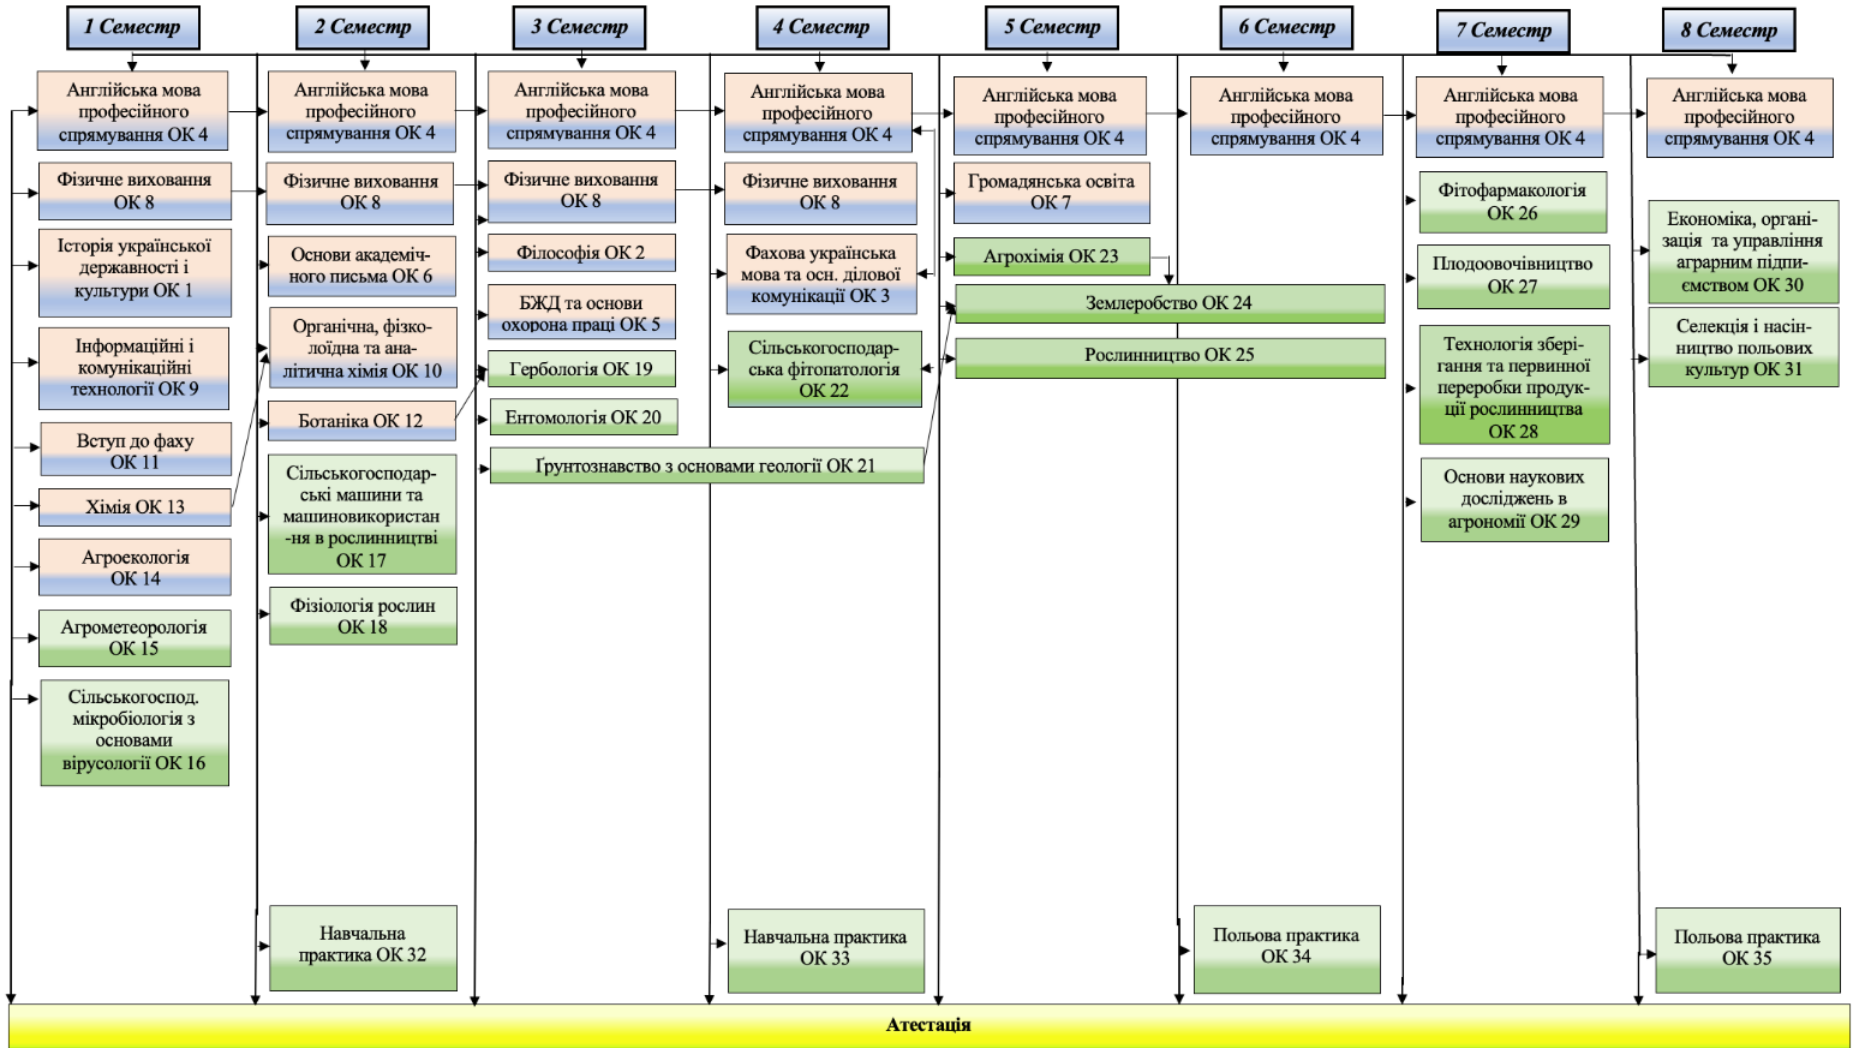 1 Семестр
2 Семестр
3 Семестр
4 Семестр
5 Семестр
6 Семестр
7 Семестр
8 Семестр
Англійська мова
професійного
спрямування ОК 4
Фізичне виховання
ОК 8
Історія української
державності і
культури ОК 1
Інформаційні і
комунікаційні
технології ОК 9
Вступ до фаху
ОК 11
Хімія ОК 13
Агроекологія
ОК 14
Агрометеорологія
ОК 15
Сільськогоспод.
мікробіологія з
основами
вірусології ОК 16
Англійська мова
професійного
спрямування ОК 4
Фізичне виховання
ОК 8
Основи академіч-
ного письма ОК 6
Органічна, фізко-
лоїдна та ана-
літична хімія ОК 10
Ботаніка ОК 12
Сільськогосподар-
ські машини та
машиновикористан
-ня в рослинництві
ОК 17
Фізіологія рослин
ОК 18
Навчальна
практика ОК 32
Англійська мова
професійного
спрямування ОК 4
Фізичне виховання
ОК 8
Філософія ОК 2
БЖД та основи
охорона праці ОК 5
Гербологія ОК 19
Ентомологія ОК 20
Ґрунтознавство з основами геології ОК 21
Англійська мова
професійного
спрямування ОК 4
Фізичне виховання
ОК 8
Фахова українська
мова та осн. ділової
комунікації ОК 3
Сільськогосподар-
ська фітопатологія
ОК 22
Навчальна практика
ОК 33
Англійська мова
професійного
спрямування ОК 4
Громадянська освіта
ОК 7
Агрохімія ОК 23
Землеробство ОК 24
Рослинництво ОК 25
Англійська мова
професійного
спрямування ОК 4
Польова практика
ОК 34
Англійська мова
професійного
спрямування ОК 4
Фітофармакологія
ОК 26
Плодоовочівництво
ОК 27
Технологія збері-
гання та первинної
переробки продук-
ції рослинництва
ОК 28
Основи наукових
досліджень в
агрономії ОК 29
Англійська мова
професійного
спрямування ОК 4
Економіка, органі-
зація та управління
аграрним підпи-
ємством ОК 30
Селекція і насін-
ництво польових
культур ОК 31
Польова практика
ОК 35
Атестація